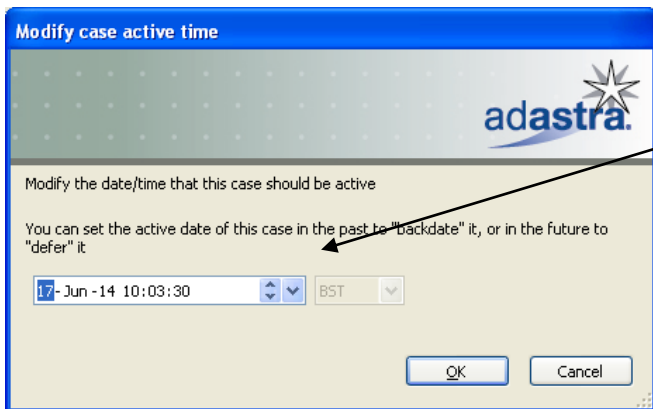 Modify case active time
adastra.
Modify the date/time that this case should be active
You can set the active date of this case in the past to "backdate" it, or in the future to
"defer" it
17-Jun-14 10:03:30 BST
OK Cancel